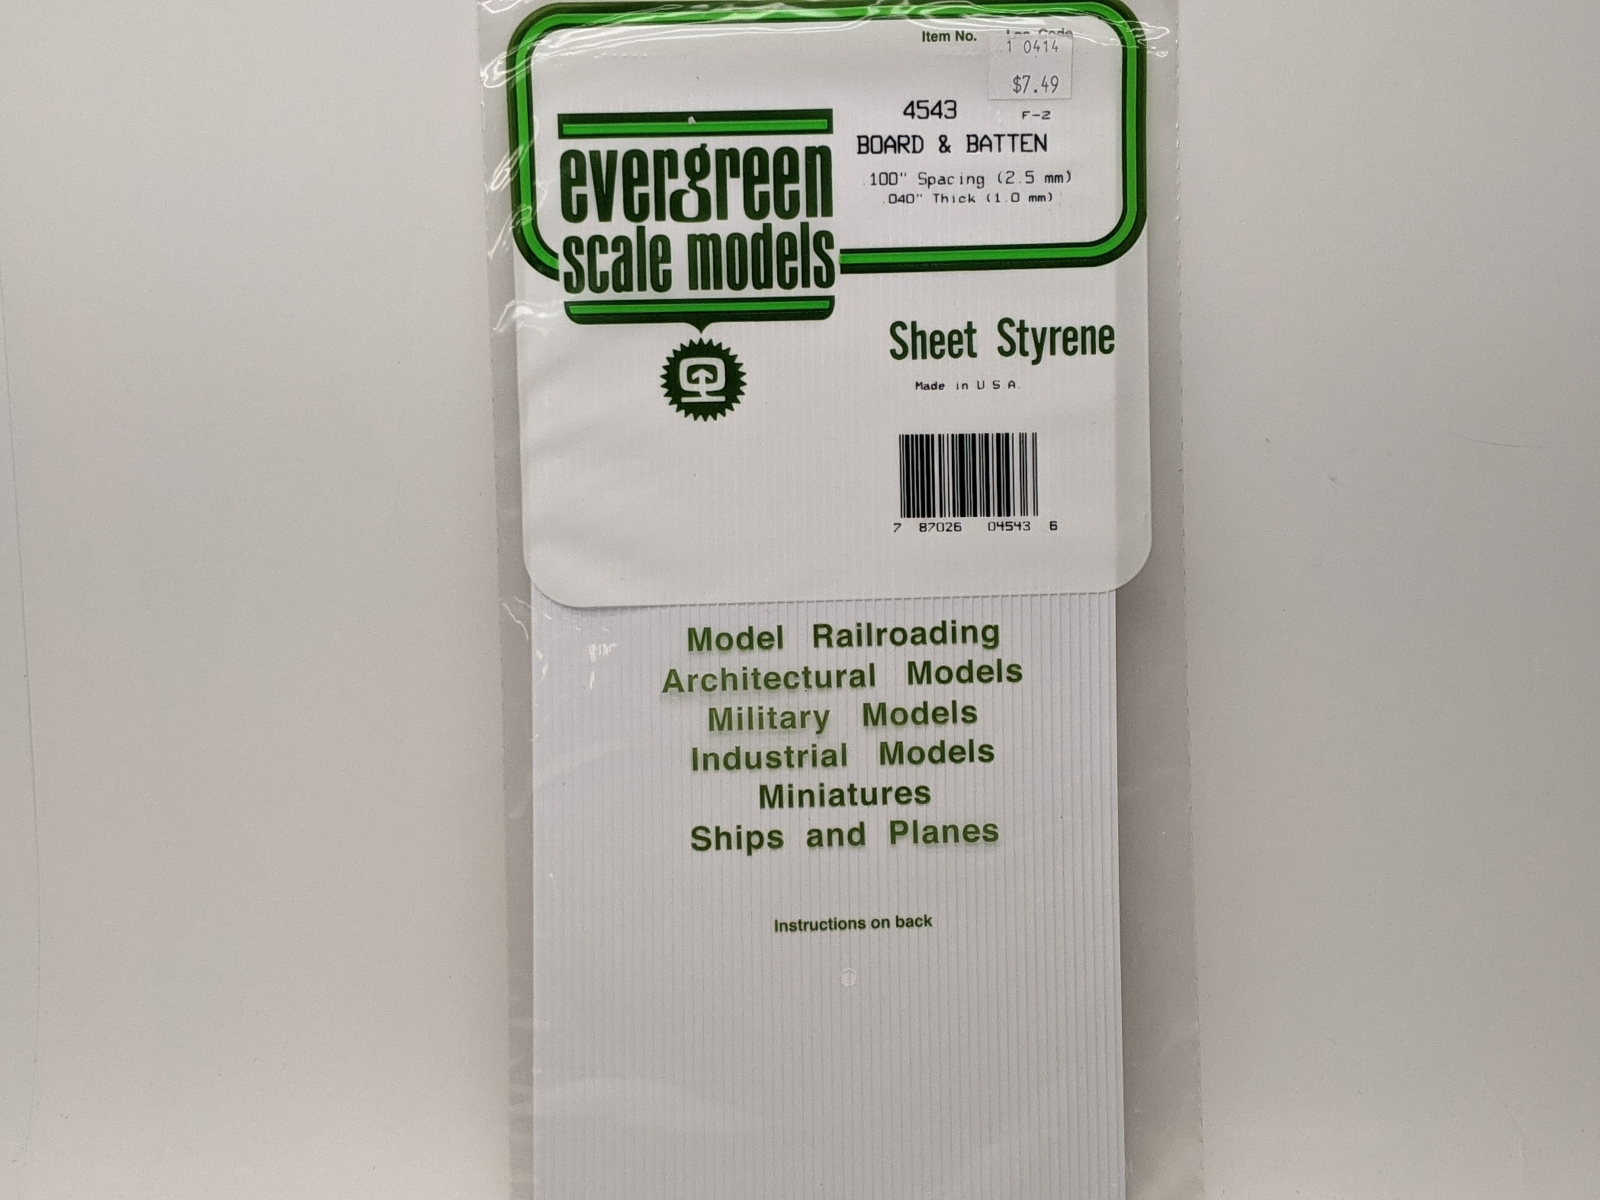 Item No.
1 0414
$7.49
4543 F-2
BOARD & BATTEN
.100" Spacing (2.5 mm)
.040" Thick (1.0 mm)
evergreen
scale models
Sheet Styrene
Made in U S A.
7 87026 04543 6
Model Railroading
Architectural Models
Military Models
Industrial Models
Miniatures
Ships and Planes
Instructions on back